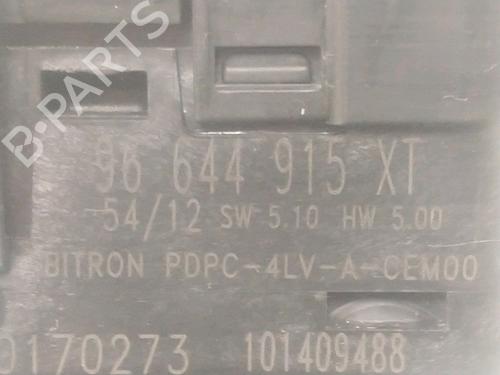 B-PARTS
96 644 915 XT
54/12 SW 5.10 HW 5.00
BITRON PDPC-4LV-A-CEM00
0170273 101409488